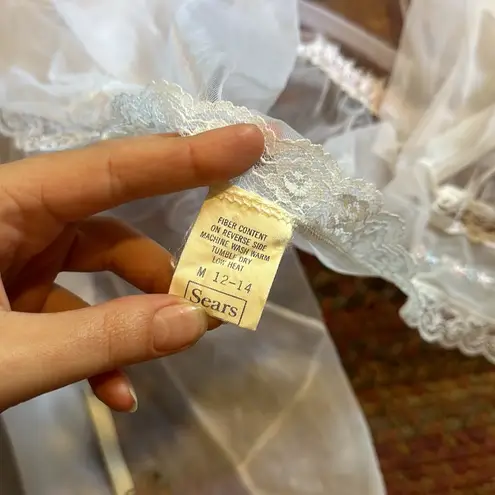 FIBER CONTENT
ON REVERSE SIDE
MACHINE WASH WARM
TUMBLE DRY
LOW HEAT
M 12-14
Sears